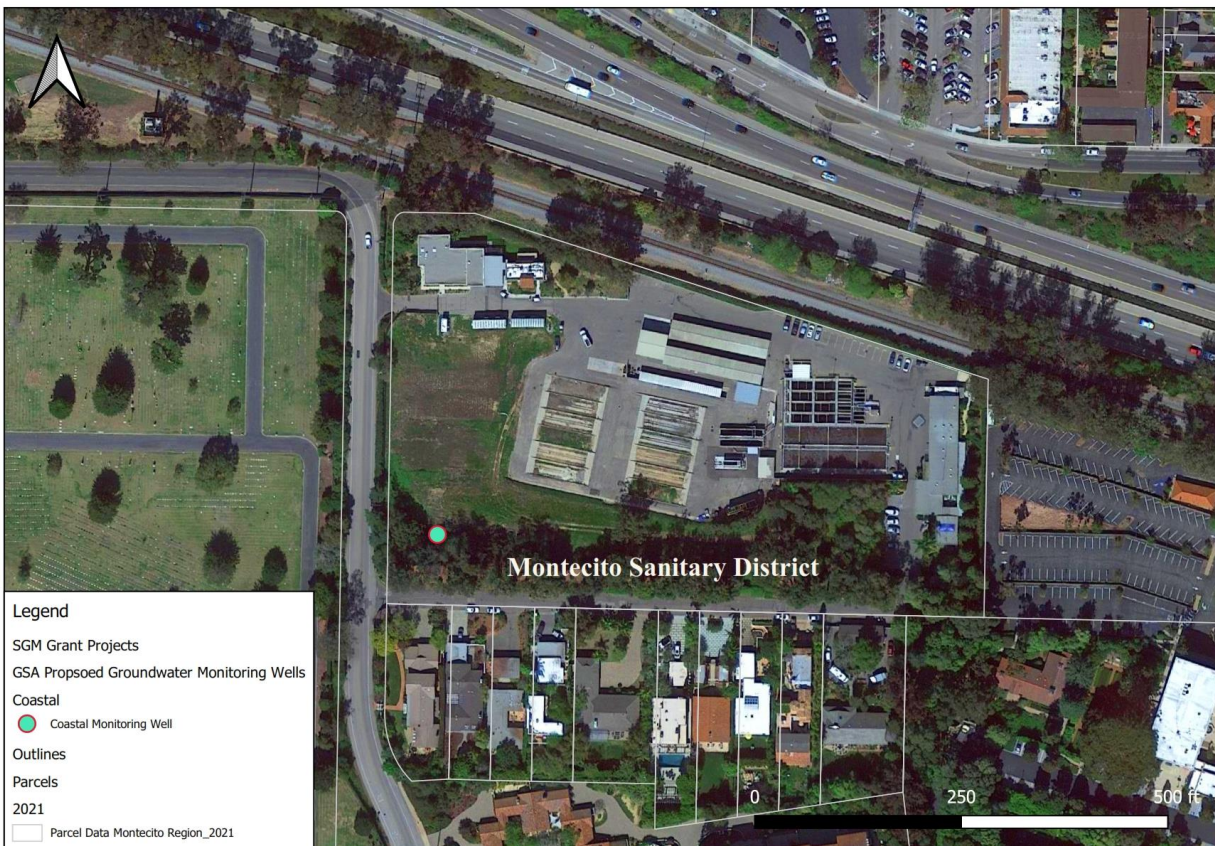 Montecito Sanitary District
Legend
SGM Grant Projects
GSA Propsoed Groundwater Monitoring Wells
Coastal
Coastal Monitoring Well
Outlines
Parcels
2021
Parcel Data Montecito Region_2021
0 250 500 ft